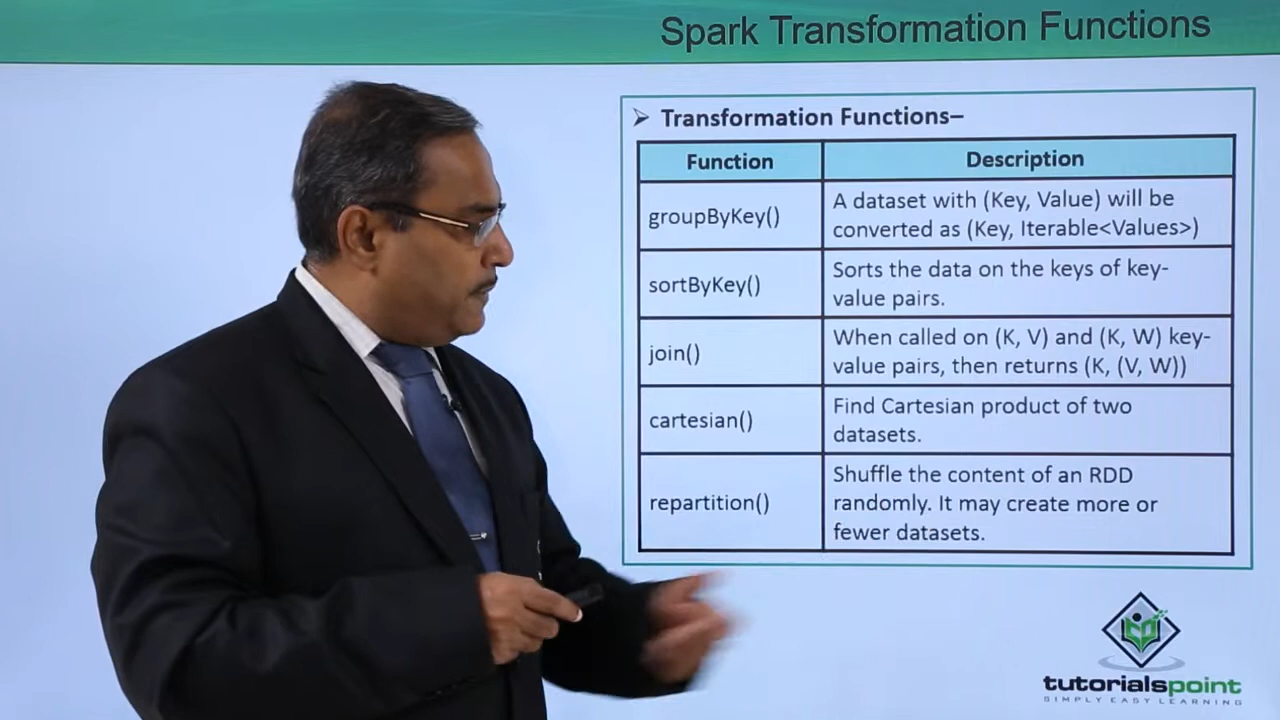 Spark Transformation Functions
➢ Transformation Functions–
Function
Description
groupByKey()
A dataset with (Key, Value) will be
converted as (Key, Iterable<Values>)
sortByKey()
Sorts the data on the keys of key-
value pairs.
join()
When called on (K, V) and (K, W) key-
value pairs, then returns (K, (V, W))
cartesian()
Find Cartesian product of two
datasets.
repartition()
Shuffle the content of an RDD
randomly. It may create more or
fewer datasets.
tutorialspoint
SIMPLY EASY LEARNING